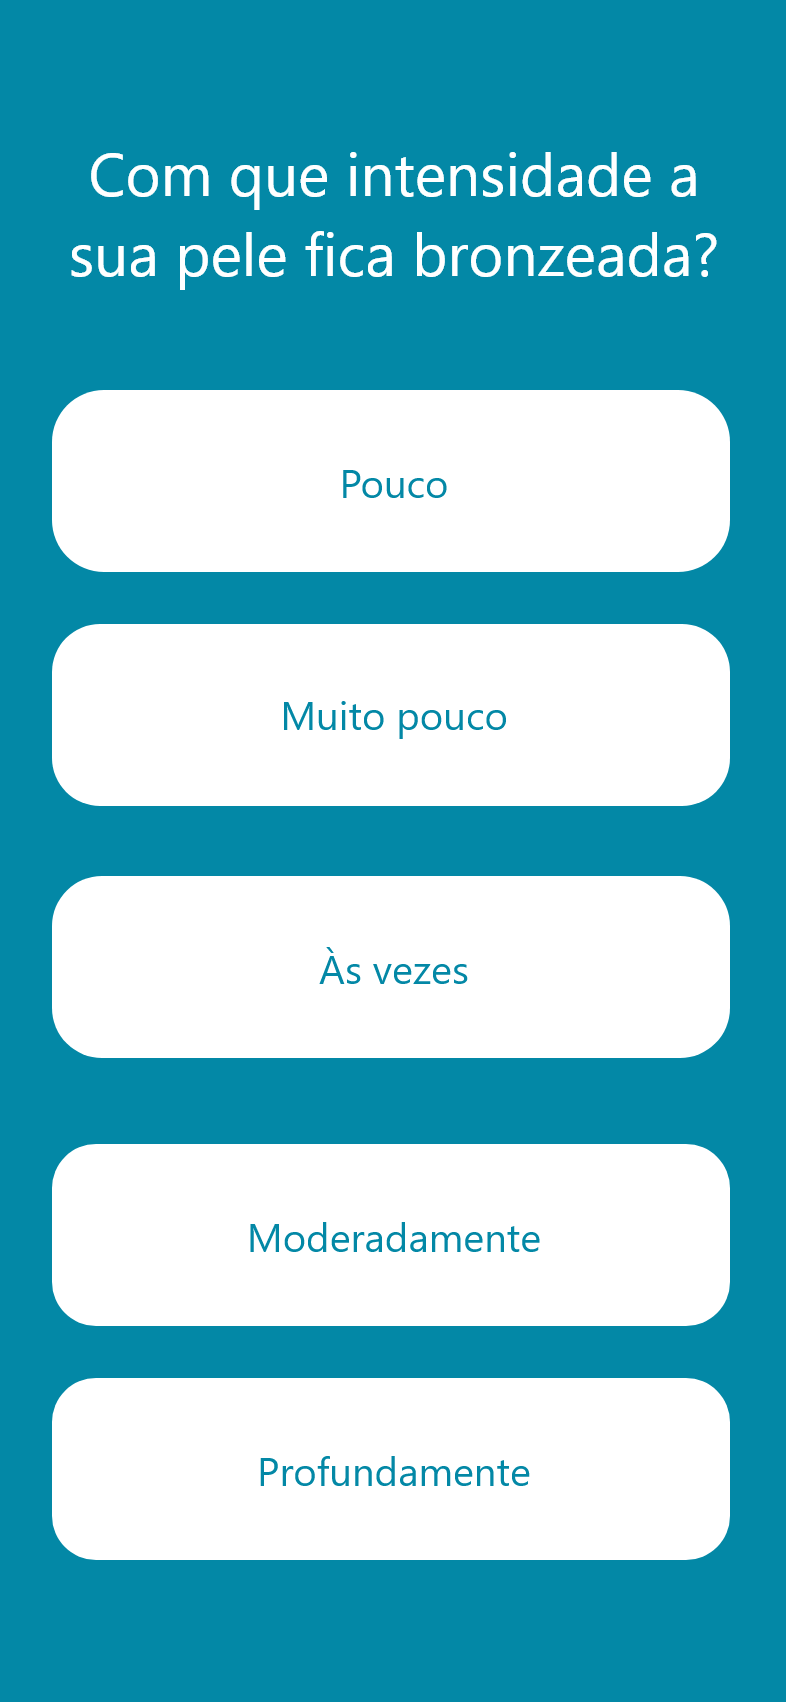 Com que intensidade a
sua pele fica bronzeada?
Pouco
Muito pouco
Às vezes
Moderadamente
Profundamente